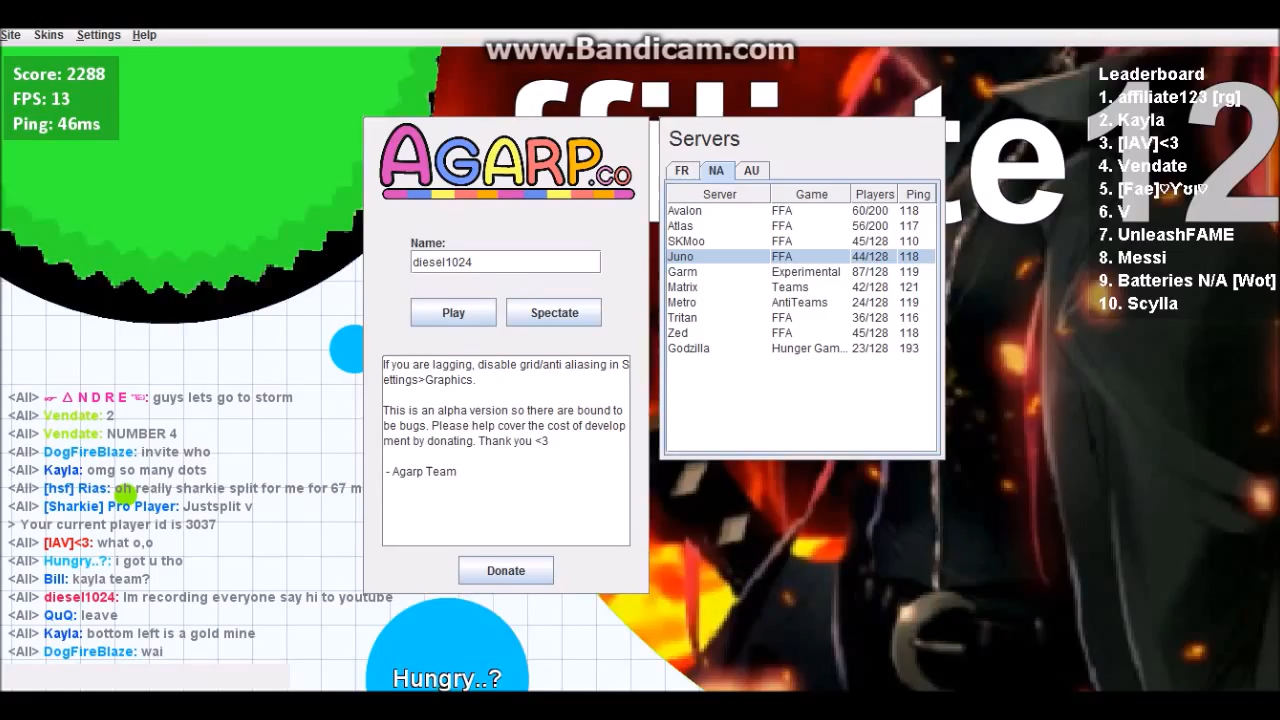 Site Skins Settings Help
www.Bandicam.com
Score: 2288
FPS: 13
Ping: 46ms
AGARP.co
Name:
diesel1024
Play Spectate
If you are lagging, disable grid/anti aliasing in S
ettings>Graphics.
This is an alpha version so there are bound to
be bugs. Please help cover the cost of develop
ment by donating. Thank you <3
- Agarp Team
Donate
Servers
FR NA AU
Server Game Players Ping
Avalon FFA 60/200 118
Atlas FFA 56/200 117
SKMoo FFA 45/128 110
Juno FFA 44/128 118
Garm Experimental 87/128 119
Matrix Teams 42/128 121
Metro AntiTeams 24/128 119
Tritan FFA 36/128 116
Zed FFA 45/128 118
Godzilla Hunger Gam... 23/128 193
Leaderboard
1. affiliate123 [rg]
2. Kayla
3. [IAV]<3
4. Vendate
5. [Fae]
6. V
7. UnleashFAME
8. Messi
9. Batteries N/A [Wot]
10. Scylla
<All> ☞ Δ N D R E ☜: guys lets go to storm
<All> Vendate: 2
<All> Vendate: NUMBER 4
<All> DogFireBlaze: invite who
<All> Kayla: omg so many dots
<All> [hsf] Rias: oh really sharkie split for me for 67 m
<All> [Sharkie] Pro Player: Justsplit v
> Your current player id is 3037
<All> [IAV]<3: what o,o
<All> Hungry..?: i got u tho
<All> Bill: kayla team?
<All> diesel1024: Im recording everyone say hi to youtube
<All> QuQ: leave
<All> Kayla: bottom left is a gold mine
<All> DogFireBlaze: wai
Hungry..?